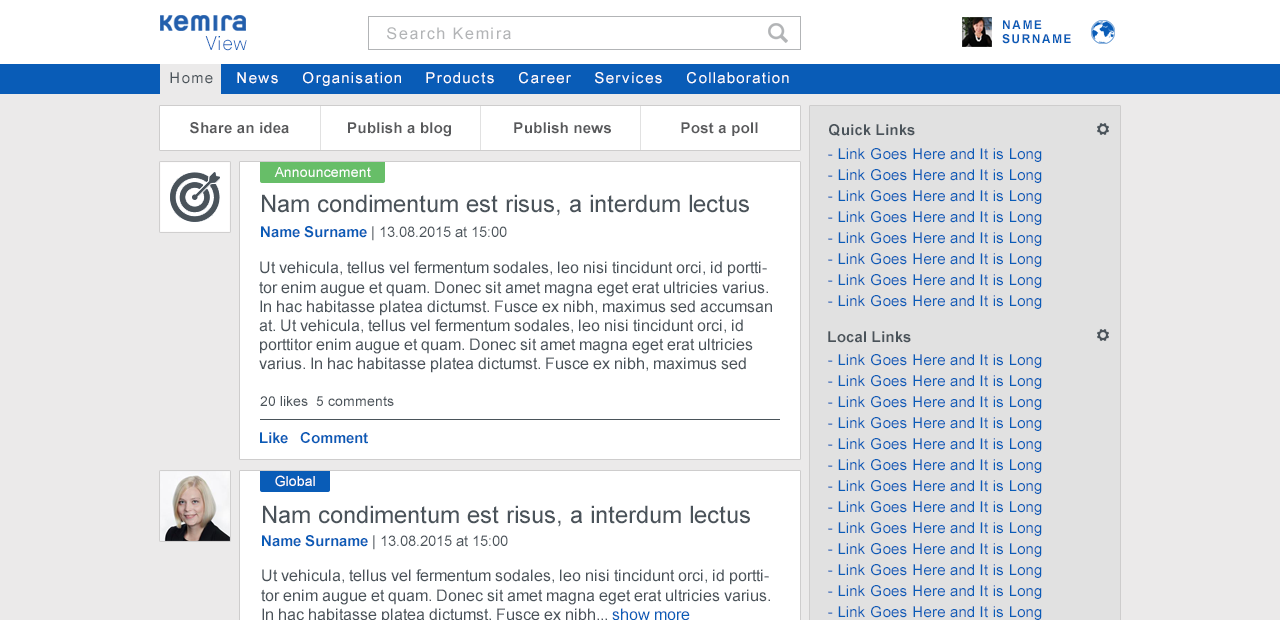 Kemira
View
Search Kemira
NAME
SURNAME
Home News Organisation Products Career Services Collaboration
Share an idea Publish a blog Publish news Post a poll
Announcement
Nam condimentum est risus, a interdum lectus
Name Surname | 13.08.2015 at 15:00
Ut vehicula, tellus vel fermentum sodales, leo nisi tincidunt orci, id portti-
tor enim augue et quam. Donec sit amet magna eget erat ultricies varius.
In hac habitasse platea dictumst. Fusce ex nibh, maximus sed accumsan
at. Ut vehicula, tellus vel fermentum sodales, leo nisi tincidunt orci, id
porttitor enim augue et quam. Donec sit amet magna eget erat ultricies
varius. In hac habitasse platea dictumst. Fusce ex nibh, maximus sed
20 likes 5 comments
Like Comment
Global
Nam condimentum est risus, a interdum lectus
Name Surname | 13.08.2015 at 15:00
Ut vehicula, tellus vel fermentum sodales, leo nisi tincidunt orci, id portti-
tor enim augue et quam. Donec sit amet magna eget erat ultricies varius.
In hac habitasse platea dictumst. Fusce ex nibh... show more
Quick Links
- Link Goes Here and It is Long
- Link Goes Here and It is Long
- Link Goes Here and It is Long
- Link Goes Here and It is Long
- Link Goes Here and It is Long
- Link Goes Here and It is Long
- Link Goes Here and It is Long
- Link Goes Here and It is Long
Local Links
- Link Goes Here and It is Long
- Link Goes Here and It is Long
- Link Goes Here and It is Long
- Link Goes Here and It is Long
- Link Goes Here and It is Long
- Link Goes Here and It is Long
- Link Goes Here and It is Long
- Link Goes Here and It is Long
- Link Goes Here and It is Long
- Link Goes Here and It is Long
- Link Goes Here and It is Long
- Link Goes Here and It is Long
- Link Goes Here and It is Long